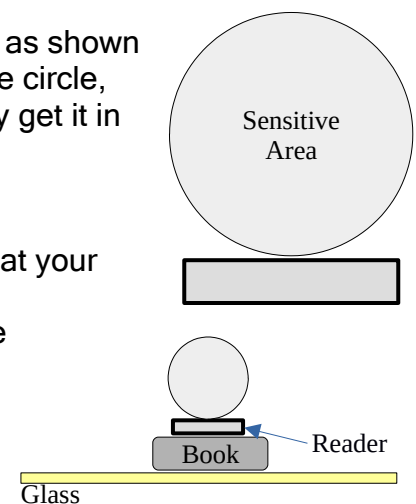 as shown
e circle,
y get it in
Sensitive
Area
at your
e
Reader
Book
Glass